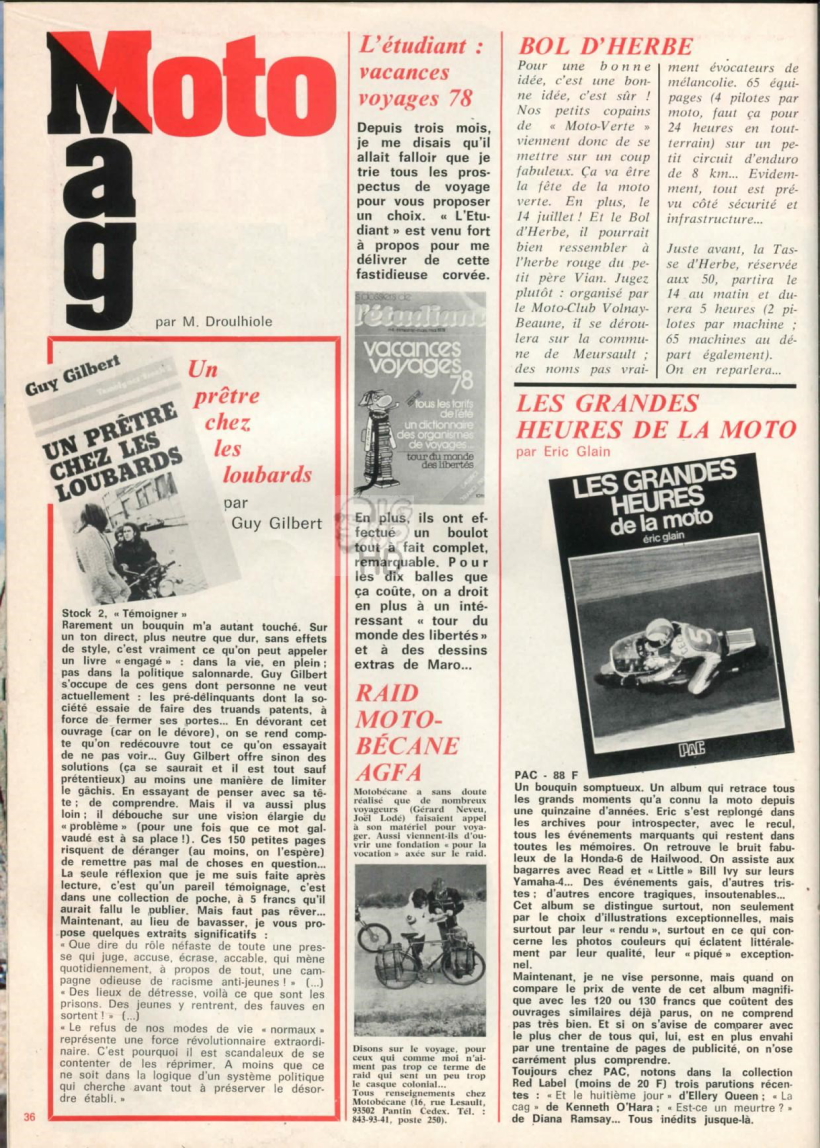 Moto
Mag
par M. Droulhiole
Guy Gilbert
UN PRÊTRE
CHEZ LES
LOUBARDS
Un
prêtre
chez
les
loubards
par
Guy Gilbert
Stock 2, « Témoigner »
Rarement un bouquin m'a autant touché. Sur
un ton direct, plus neutre que dur, sans effets
de style, c'est vraiment ce qu'on peut appeler
un livre « engagé » : dans la vie, en plein ;
pas dans la politique salonnarde. Guy Gilbert
s'occupe de ces gens dont personne ne veut
actuellement : les pré-délinquants dont la so-
ciété essaie de faire des truands patents, à
force de fermer ses portes... En dévorant cet
ouvrage (car on le dévore), on se rend comp-
te qu'on redécouvre tout ce qu'on essayait
de ne pas voir... Guy Gilbert offre sinon des
solutions (ça se saurait et il est tout sauf
prétentieux) au moins une manière de limiter
le gâchis. En essayant de penser avec sa tê-
te ; de comprendre. Mais il va aussi plus
loin ; il débouche sur une vision élargie du
« problème » (pour une fois que ce mot gal-
vaudé est à sa place !). Ces 150 petites pages
risquent de déranger (au moins, on l'espère)
de remettre pas mal de choses en question...
La seule réflexion que je me suis faite après
lecture, c'est qu'un pareil témoignage, c'est
dans une collection de poche, à 5 francs qu'il
aurait fallu le publier. Mais faut pas rêver...
Maintenant, au lieu de bavasser, je vous pro-
pose quelques extraits significatifs :
« Que dire du rôle néfaste de toute une pres-
se qui juge, accuse, écrase, accable, qui mène
quotidiennement, à propos de tout, une cam-
pagne odieuse de racisme anti-jeunes ! » (...)
« Des lieux de détresse, voilà ce que sont les
prisons. Des jeunes y rentrent, des fauves en
sortent ! » (...)
« Le refus de nos modes de vie « normaux »
représente une force révolutionnaire extraordi-
naire. C'est pourquoi il est scandaleux de se
contenter de les réprimer. A moins que ce
ne soit dans la logique d'un système politique
qui cherche avant tout à préserver le désor-
dre établi. »
36
L'étudiant :
vacances
voyages 78
Depuis trois mois,
je me disais qu'il
allait falloir que je
trie tous les pros-
pectus de voyage
pour vous proposer
un choix. « L'Etu-
diant » est venu fort
à propos pour me
délivrer de cette
fastidieuse corvée.
l'étudiant
vacances
voyages
78
tous les tarifs
de l'été
un dictionnaire
des organismes
de voyages...
tour du monde
des libertés
En plus, ils ont ef-
fectué un boulot
tout à fait complet,
remarquable. Pour
les dix balles que
ça coûte, on a droit
en plus à un inté-
ressant « tour du
monde des libertés »
et à des dessins
extras de Maro...
RAID
MOTO-
BÉCANE
AGFA
Motobécane a sans doute
réalisé que de nombreux
voyageurs (Gérard Neveu,
Joël Lodé) faisaient appel
à son matériel pour voya-
ger. Aussi viennent-ils d'ou-
vrir une fondation « pour la
vocation » axée sur le raid.
Disons sur le voyage, pour
ceux qui comme moi n'ai-
ment pas trop ce terme de
raid qui sent un peu trop
le casque colonial...
Tous renseignements chez
Motobécane (16, rue Lesault,
93502 Pantin Cedex. Tél. :
843-93-41, poste 250).
BOL D'HERBE
Pour une bonne
idée, c'est une bon-
ne idée, c'est sûr !
Nos petits copains
de « Moto-Verte »
viennent donc de se
mettre sur un coup
fabuleux. Ça va être
la fête de la moto
verte. En plus, le
14 juillet ! Et le Bol
d'Herbe, il pourrait
bien ressembler à
l'herbe rouge du pe-
tit père Vian. Jugez
plutôt : organisé par
le Moto-Club Volnay-
Beaune, il se dérou-
lera sur la commu-
ne de Meursault ;
des noms pas vrai-
ment évocateurs de
mélancolie. 65 équi-
pages (4 pilotes par
moto, faut ça pour
24 heures en tout-
terrain) sur un pe-
tit circuit d'enduro
de 8 km... Evidem-
ment, tout est pré-
vu côté sécurité et
infrastructure...
Juste avant, la Tas-
se d'Herbe, réservée
aux 50, partira le
14 au matin et du-
rera 5 heures (2 pi-
lotes par machine ;
65 machines au dé-
part également).
On en reparlera...
LES GRANDES
HEURES DE LA MOTO
par Eric Glain
LES GRANDES
HEURES
de la moto
éric glain
5
PAC
PAC - 88 F
Un bouquin somptueux. Un album qui retrace tous
les grands moments qu'a connu la moto depuis
une quinzaine d'années. Eric s'est replongé dans
les archives pour introspecter, avec le recul,
tous les événements marquants qui restent dans
toutes les mémoires. On retrouve le bruit fabu-
leux de la Honda-6 de Hailwood. On assiste aux
bagarres avec Read et « Little » Bill Ivy sur leurs
Yamaha-4... Des événements gais, d'autres tris-
tes ; d'autres encore tragiques, insoutenables...
Cet album se distingue surtout, non seulement
par le choix d'illustrations exceptionnelles, mais
surtout par leur « rendu », surtout en ce qui con-
cerne les photos couleurs qui éclatent littérale-
ment par leur qualité, leur « piqué » exception-
nel.
Maintenant, je ne vise personne, mais quand on
compare le prix de vente de cet album magnifi-
que avec les 120 ou 130 francs que coûtent des
ouvrages similaires déjà parus, on ne comprend
pas très bien. Et si on s'avise de comparer avec
le plus cher de tous qui, lui, est en plus envahi
par une trentaine de pages de publicité, on n'ose
carrément plus comprendre.
Toujours chez PAC, notons dans la collection
Red Label (moins de 20 F) trois parutions récen-
tes : « Et le huitième jour » d'Ellery Queen ; « La
cag » de Kenneth O'Hara ; « Est-ce un meurtre ? »
de Diana Ramsay... Tous inédits jusque-là.